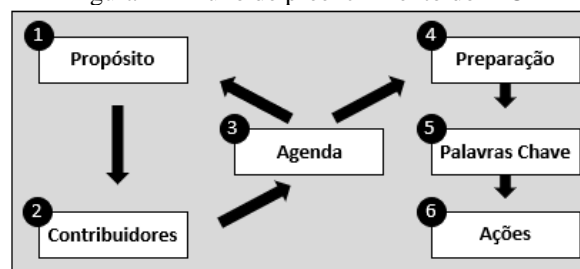 1
Propósito
2
Contribuidores
3
Agenda
4
Preparação
5
Palavras Chave
6
Ações